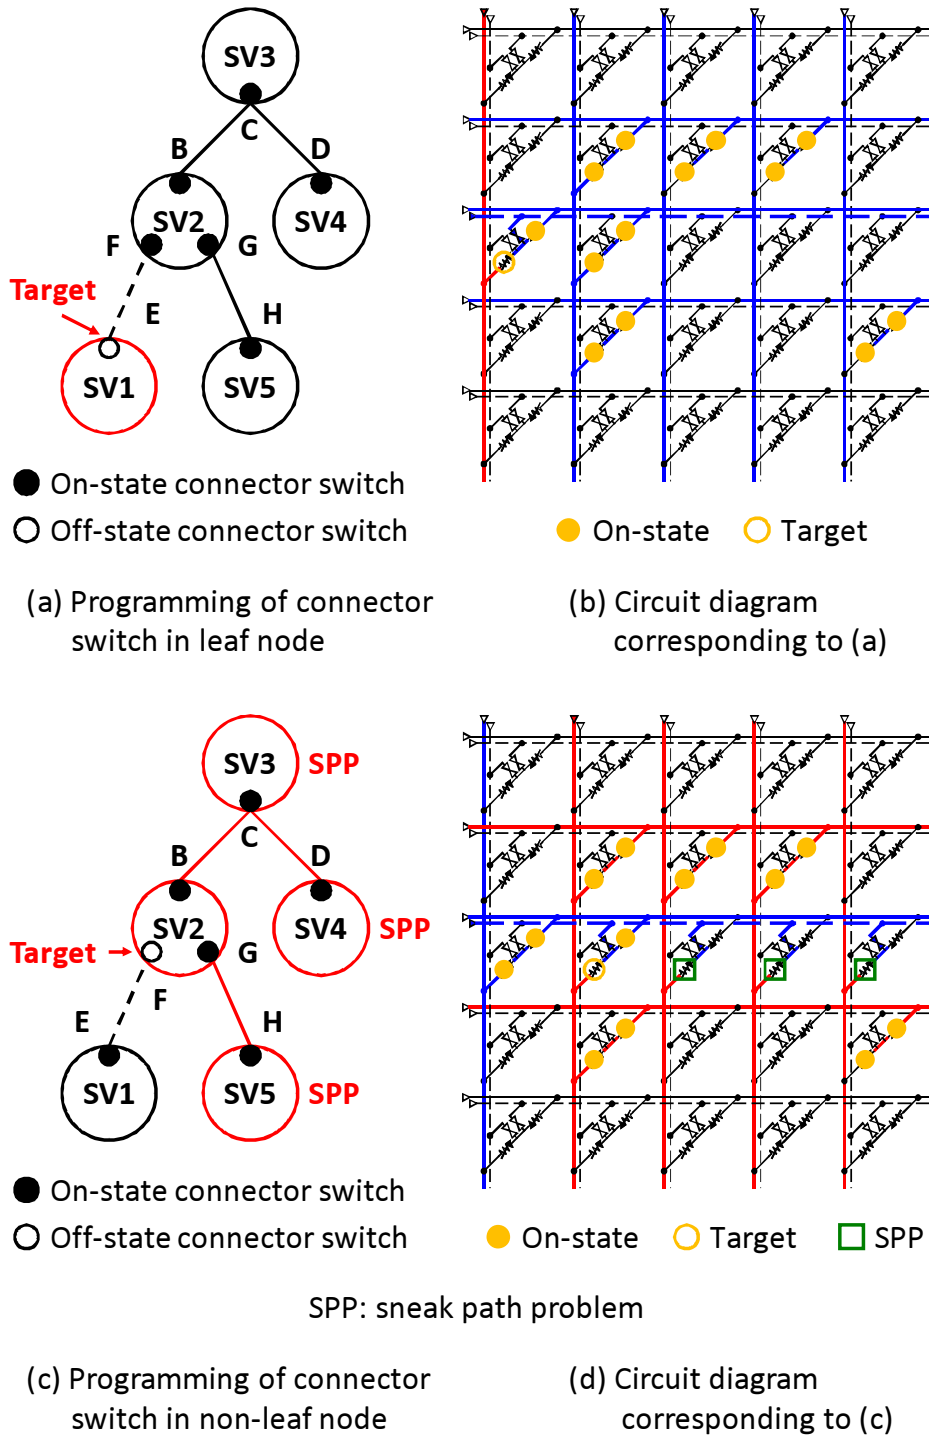 SV3
C
B
D
SV2
SV4
F
G
Target
E
H
SV1
SV5
On-state connector switch
Off-state connector switch
On-state
Target
(a) Programming of connector
switch in leaf node
(b) Circuit diagram
corresponding to (a)
SV3 SPP
C
B
D
SV2
SV4 SPP
Target
G
F
E
H
SV1
SV5 SPP
On-state connector switch
Off-state connector switch
On-state
Target
SPP
SPP: sneak path problem
(c) Programming of connector
switch in non-leaf node
(d) Circuit diagram
corresponding to (c)